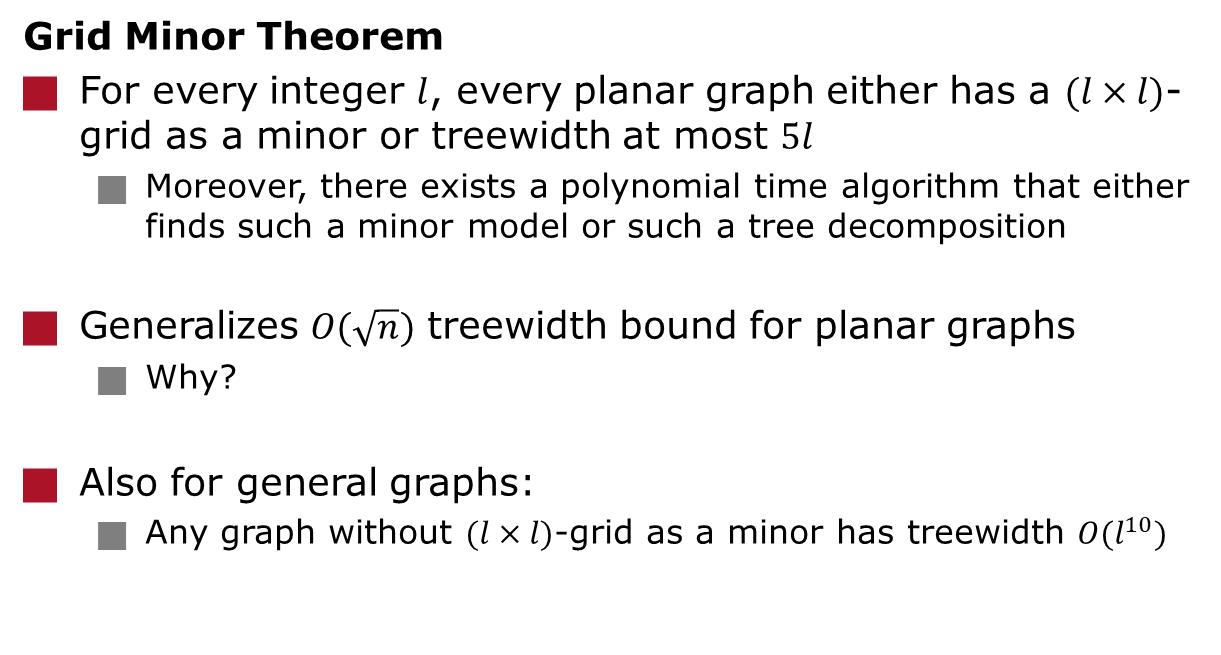 Grid Minor Theorem
For every integer l, every planar graph either has a (l × l)-
grid as a minor or treewidth at most 5l
Moreover, there exists a polynomial time algorithm that either
finds such a minor model or such a tree decomposition
Generalizes O(√n) treewidth bound for planar graphs
Why?
Also for general graphs:
Any graph without (l × l)-grid as a minor has treewidth O(l¹⁰)